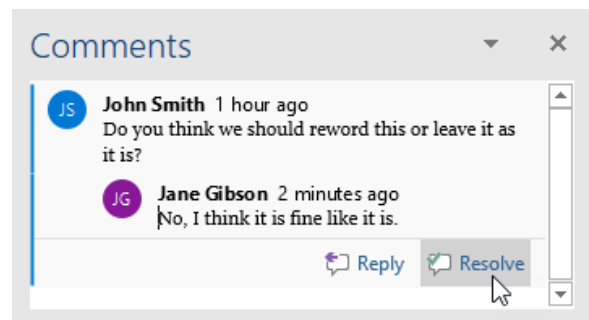 Comments
JS John Smith 1 hour ago
Do you think we should reword this or leave it as
it is?
JG Jane Gibson 2 minutes ago
No, I think it is fine like it is.
Reply Resolve